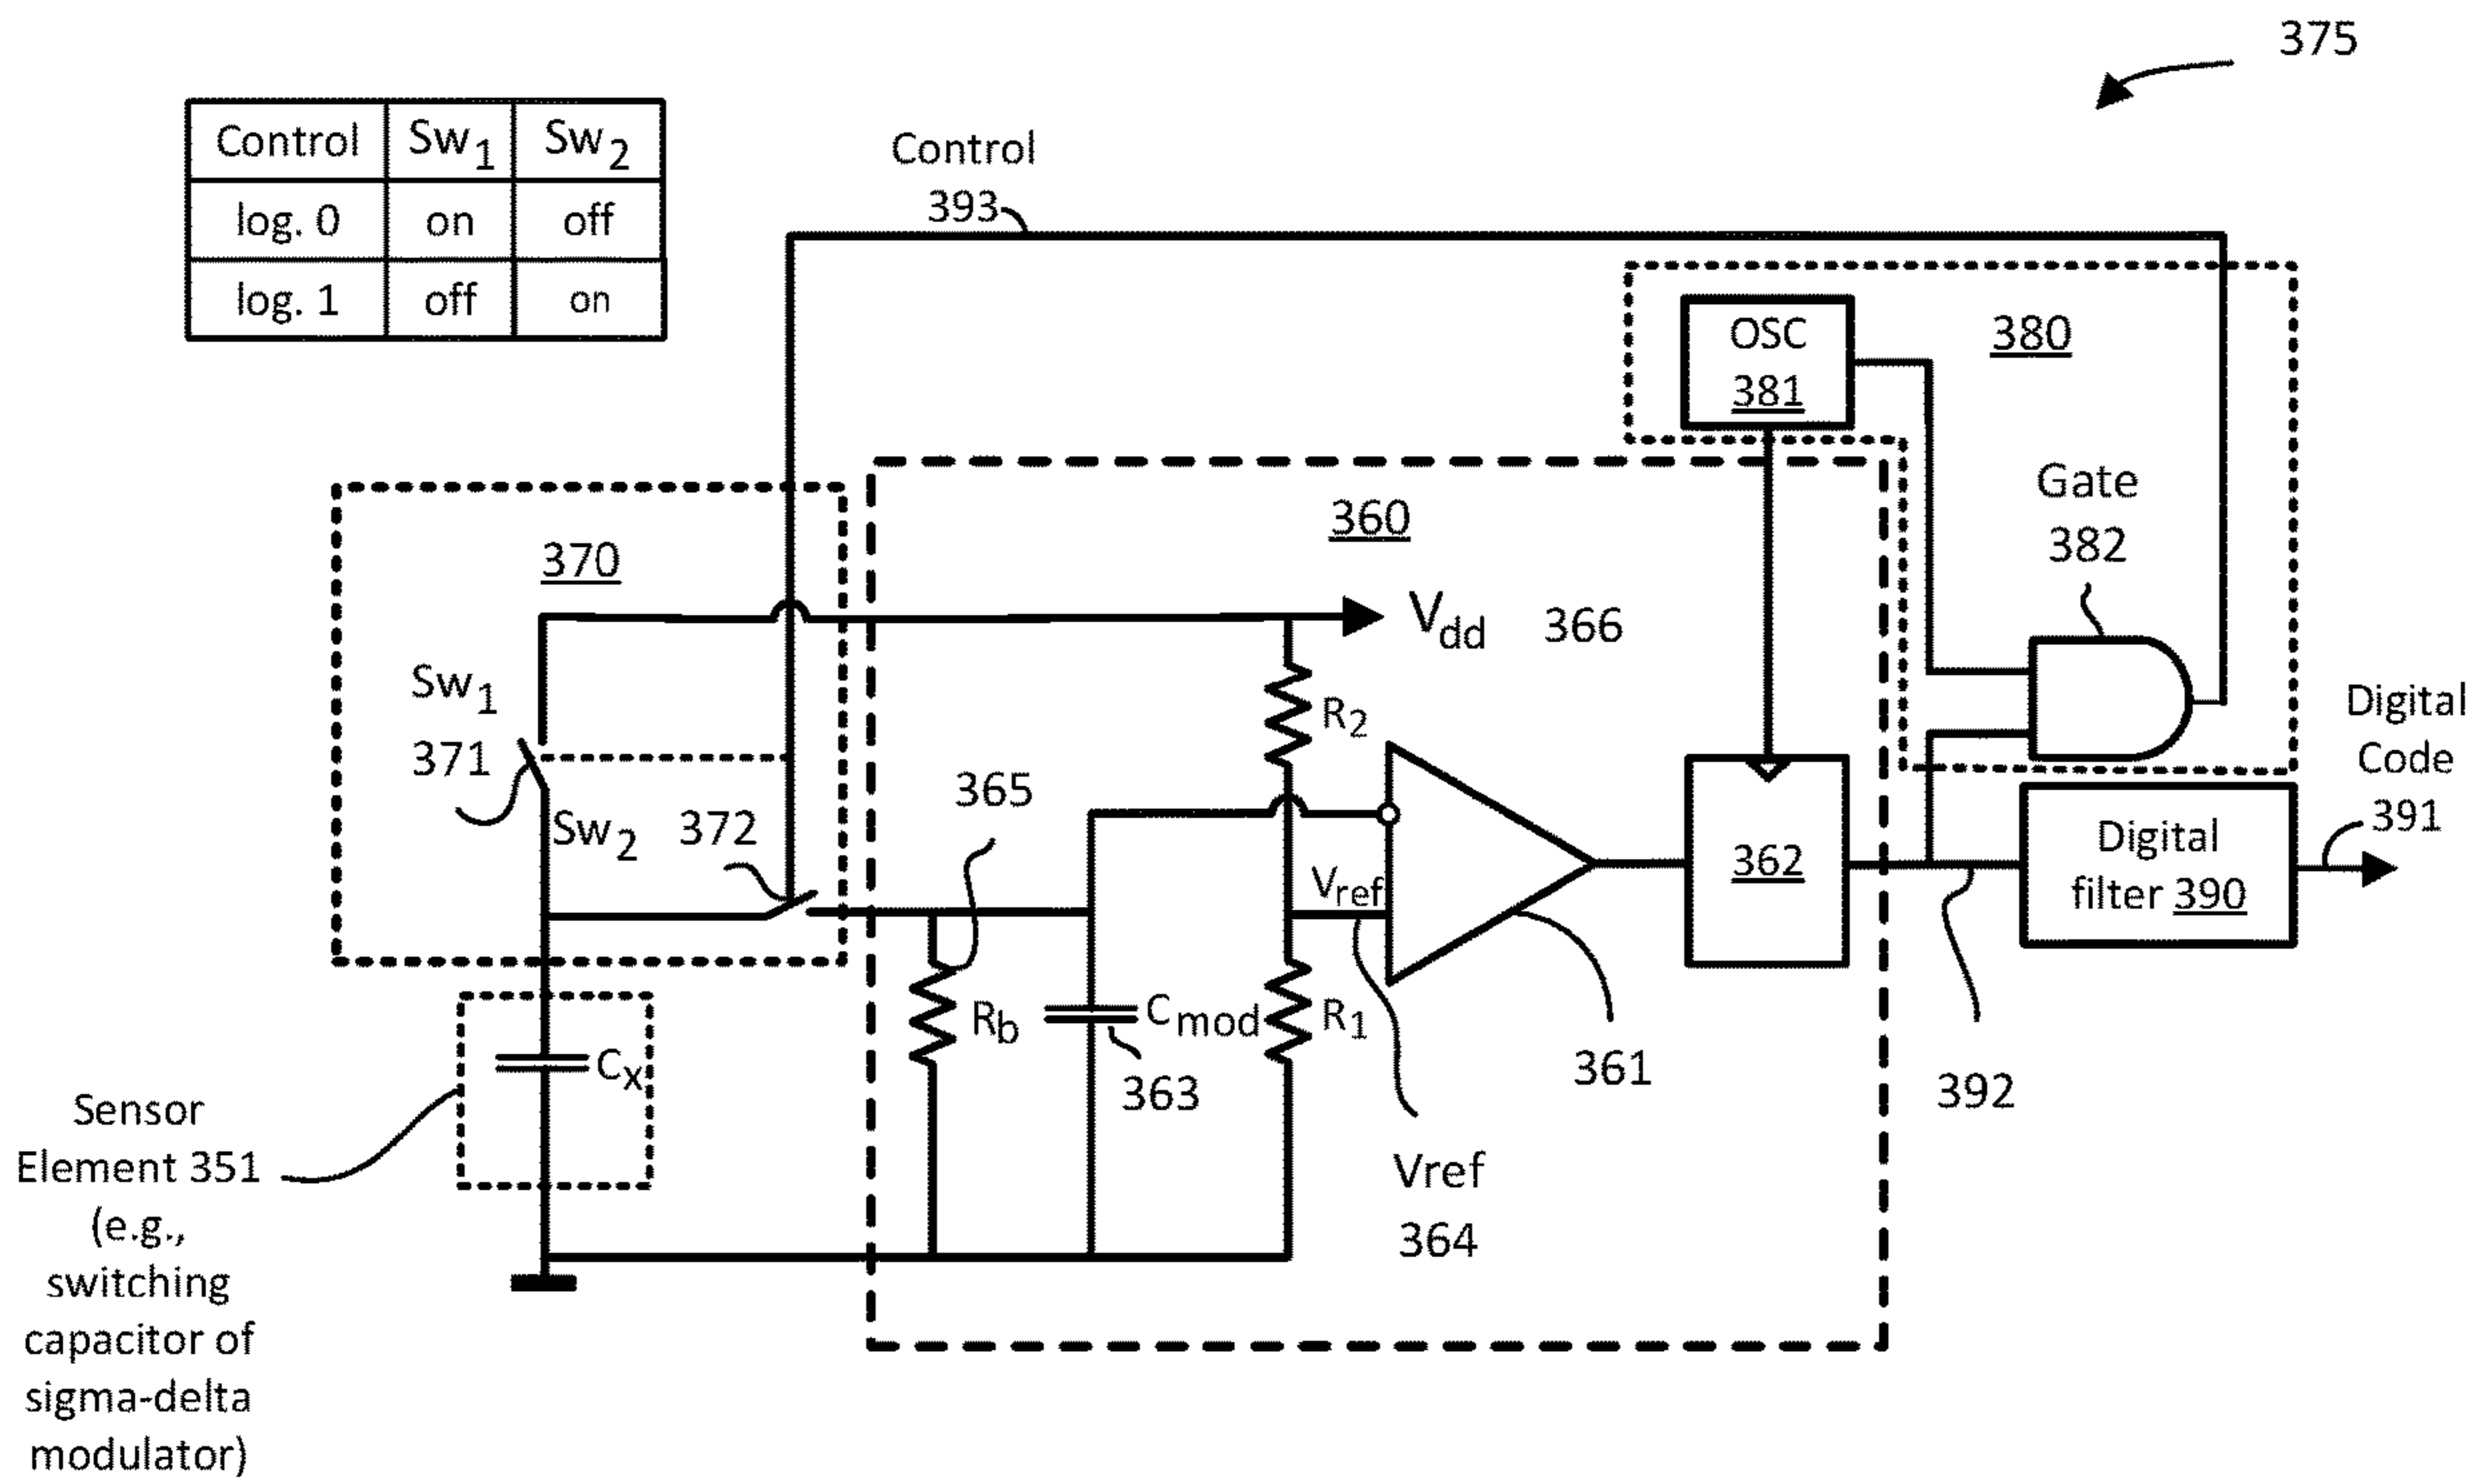 375
Control Sw1 Sw2
log. 0 on off
log. 1 off on
Control
393
OSC
381
380
Gate
382
370
360
Vdd
366
Sw1
371
Sw2
372
365
R2
Vref
Digital
Code
391
362
Digital
filter 390
Rb
Cmod
363
R1
361
392
Cx
Vref
364
Sensor
Element 351
(e.g.,
switching
capacitor of
sigma-delta
modulator)